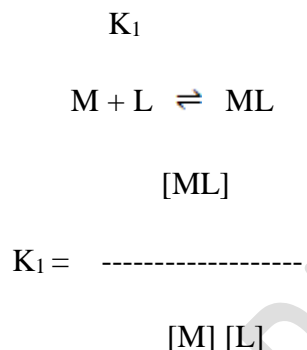 K₁
M + L ⇌ ML
[ML]
K₁ = -------------------
[M] [L]